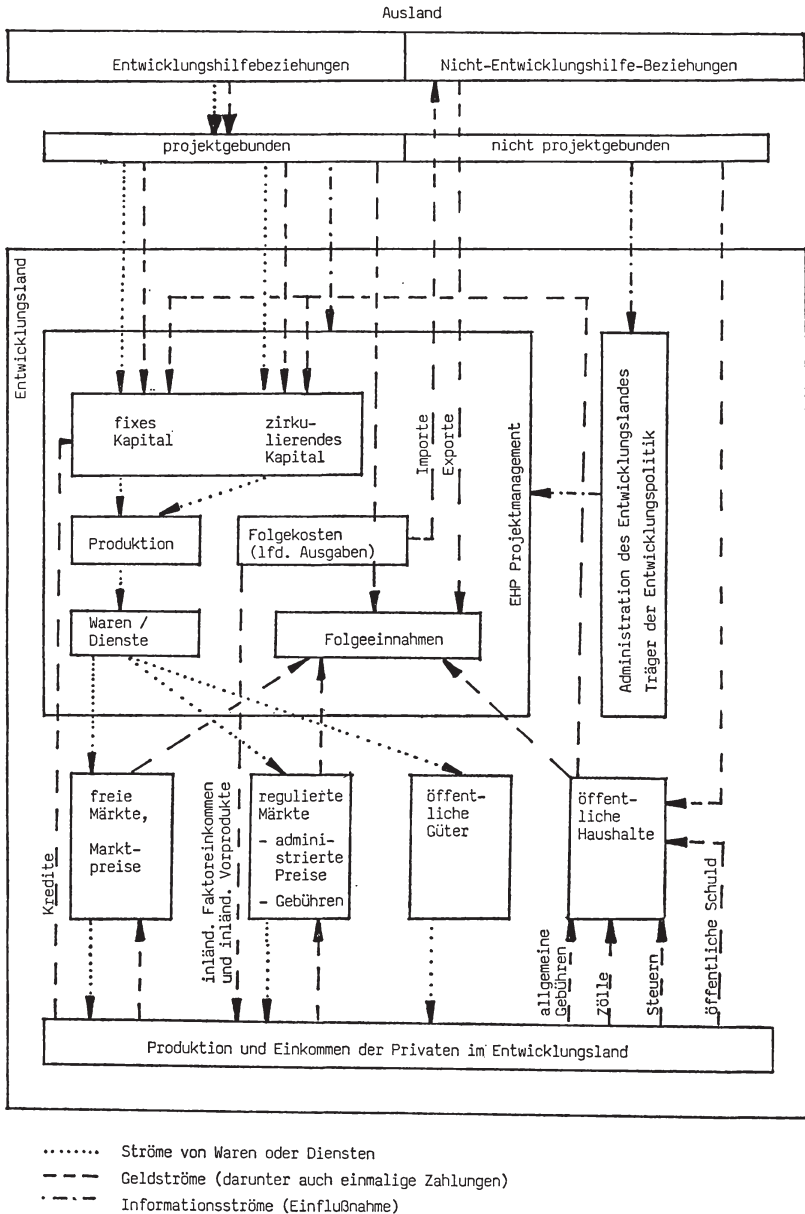 Ausland
Entwicklungshilfebeziehungen
Nicht-Entwicklungshilfe-Beziehungen
projektgebunden
nicht projektgebunden
Entwicklungsland
fixes
Kapital
zirku-
lierendes
Kapital
Importe
Exporte
EHP Projektmanagement
Administration des Entwicklungslandes
Träger der Entwicklungspolitik
Produktion
Folgekosten
(lfd. Ausgaben)
Waren /
Dienste
Folgeeinnahmen
Kredite
freie
Märkte,
Markt-
preise
inländ. Faktoreinkommen
und inländ. Vorprodukte
regulierte
Märkte
- admini-
strierte
Preise
- Gebühren
öffent-
liche
Güter
öffent-
liche
Haushalte
allgemeine
Gebühren
Zölle
Steuern
öffentliche Schuld
Produktion und Einkommen der Privaten im Entwicklungsland
Ströme von Waren oder Diensten
Geldströme (darunter auch einmalige Zahlungen)
Informationsströme (Einflußnahme)